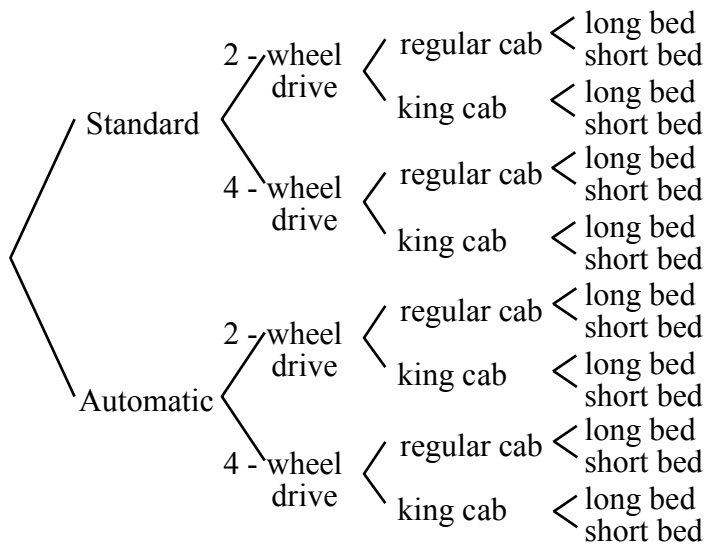 long bed
2 - wheel drive
regular cab
short bed
long bed
Standard
king cab
short bed
long bed
4 - wheel drive
regular cab
short bed
long bed
king cab
short bed
long bed
2 - wheel drive
regular cab
short bed
long bed
Automatic
king cab
short bed
long bed
4 - wheel drive
regular cab
short bed
long bed
king cab
short bed